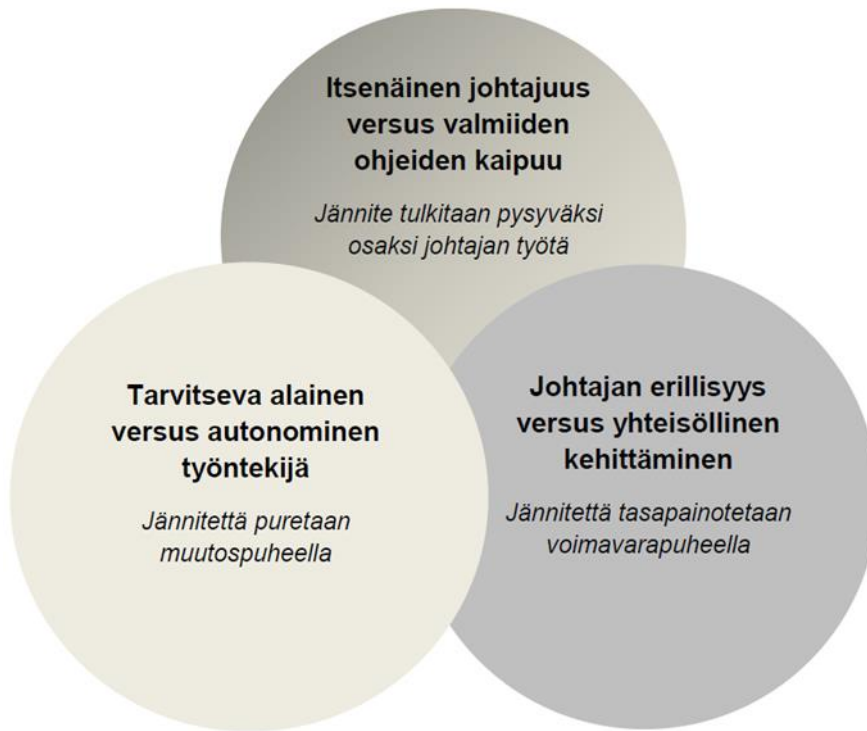 Itsenäinen johtajuus
versus valmiiden
ohjeiden kaipuu
Jännite tulkitaan pysyväksi
osaksi johtajan työtä
Tarvitseva alainen
versus autonominen
työntekijä
Jännitettä puretaan
muutospuheella
Johtajan erillisyys
versus yhteisöllinen
kehittäminen
Jännitettä tasapainotetaan
voimavarapuheella